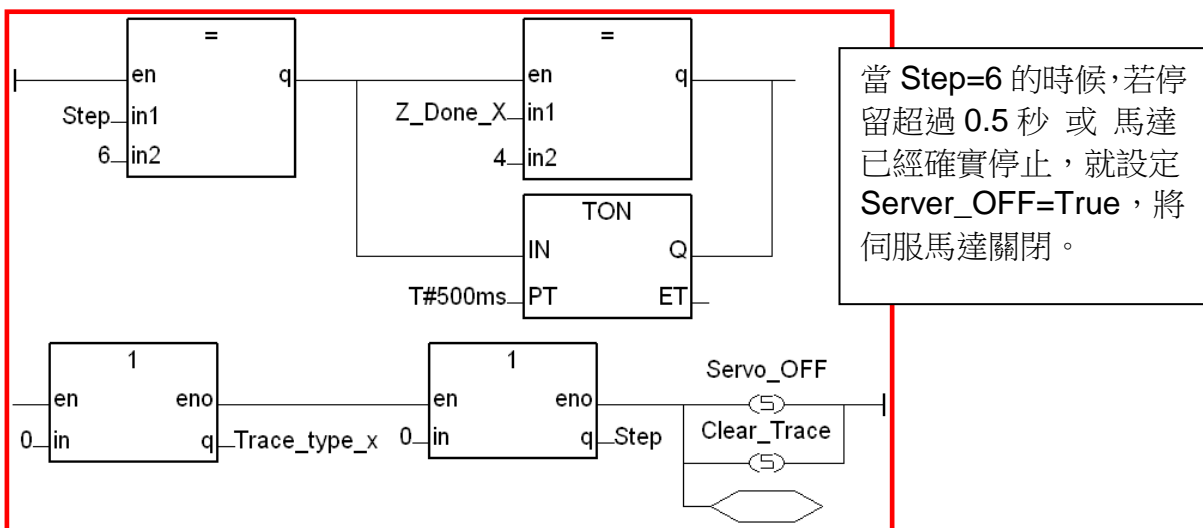 =
en
q
Step
in1
6
in2
=
en
q
Z_Done_X
in1
4
in2
TON
IN
Q
T#500ms
PT
ET
當 Step=6 的時候,若停
留超過 0.5 秒 或 馬達
已經確實停止,就設定
Server_OFF=True,將
伺服馬達關閉。
1
en
eno
0
in
q
Trace_type_x
1
en
eno
0
in
q
Step
Servo_OFF
S
Clear_Trace
S